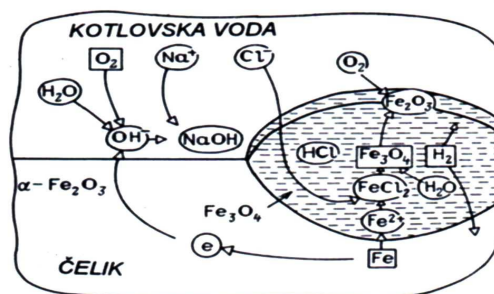 KOTLOVSKA VODA
O₂ Na⁺ Cl⁻ O₂
H₂O Fe₂O₃
OH⁻ NaOH HCl Fe₃O₄ H₂
α-Fe₂O₃ FeCl₂ H₂O
Fe₃O₄ Fe²⁺
e Fe
ČELIK